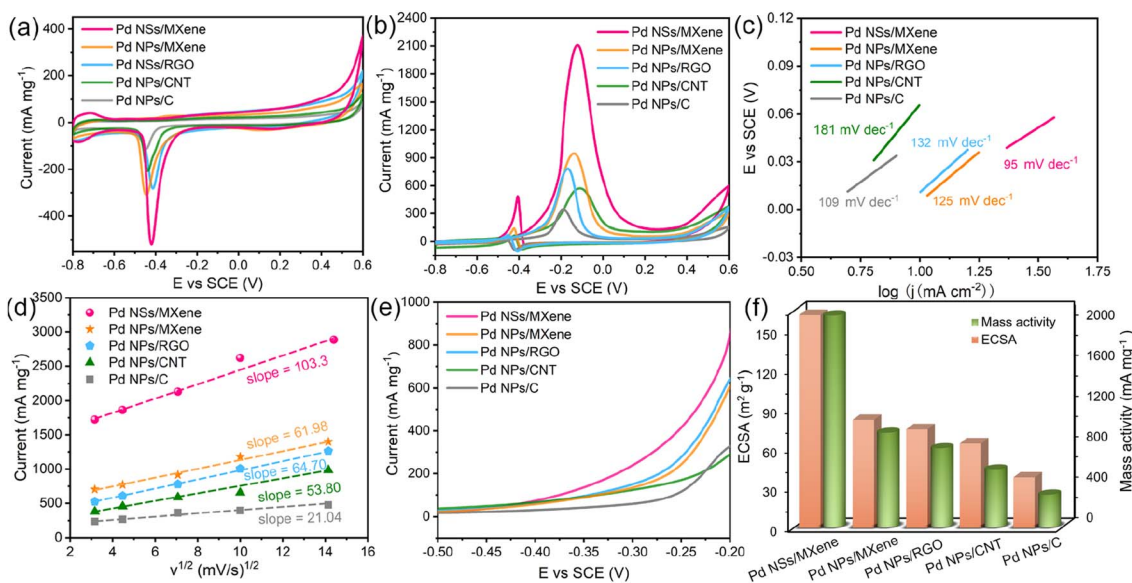 (a)
Pd NSs/MXene
Pd NPs/MXene
Pd NSs/RGO
Pd NPs/CNT
Pd NPs/C
Current (mA mg⁻¹)
400
200
0
-200
-400
-0.8 -0.6 -0.4 -0.2 0.0 0.2 0.4 0.6
E vs SCE (V)
(b)
Pd NSs/MXene
Pd NPs/MXene
Pd NPs/RGO
Pd NPs/CNT
Pd NPs/C
Current (mA mg⁻¹)
2400
2100
1800
1500
1200
900
600
300
0
-0.8 -0.6 -0.4 -0.2 0.0 0.2 0.4 0.6
E vs SCE (V)
(c)
Pd NSs/MXene
Pd NPs/MXene
Pd NPs/RGO
Pd NPs/CNT
Pd NPs/C
E vs SCE (V)
0.12
0.09
0.06
0.03
0.00
-0.03
181 mV dec⁻¹
132 mV dec⁻¹
95 mV dec⁻¹
109 mV dec⁻¹
125 mV dec⁻¹
0.50 0.75 1.00 1.25 1.50 1.75
log (j (mA cm⁻²))
(d)
Pd NSs/MXene
Pd NPs/MXene
Pd NPs/RGO
Pd NPs/CNT
Pd NPs/C
Current (mA mg⁻¹)
3500
3000
2500
2000
1500
1000
500
0
slope = 103.3
slope = 61.98
slope = 64.70
slope = 53.80
slope = 21.04
2 4 6 8 10 12 14 16
v¹ᐟ² (mV/s)¹ᐟ²
(e)
Pd NSs/MXene
Pd NPs/MXene
Pd NPs/RGO
Pd NPs/CNT
Pd NPs/C
Current (mA mg⁻¹)
1000
800
600
400
200
0
-0.50 -0.45 -0.40 -0.35 -0.30 -0.25 -0.20
E vs SCE (V)
(f)
Mass activity
ECSA
ECSA (m² g⁻¹)
150
120
90
60
30
0
2000
1600
1200
800
400
0
Mass activity (mA mg⁻¹)
Pd NSs/MXene
Pd NPs/MXene
Pd NPs/RGO
Pd NPs/CNT
Pd NPs/C